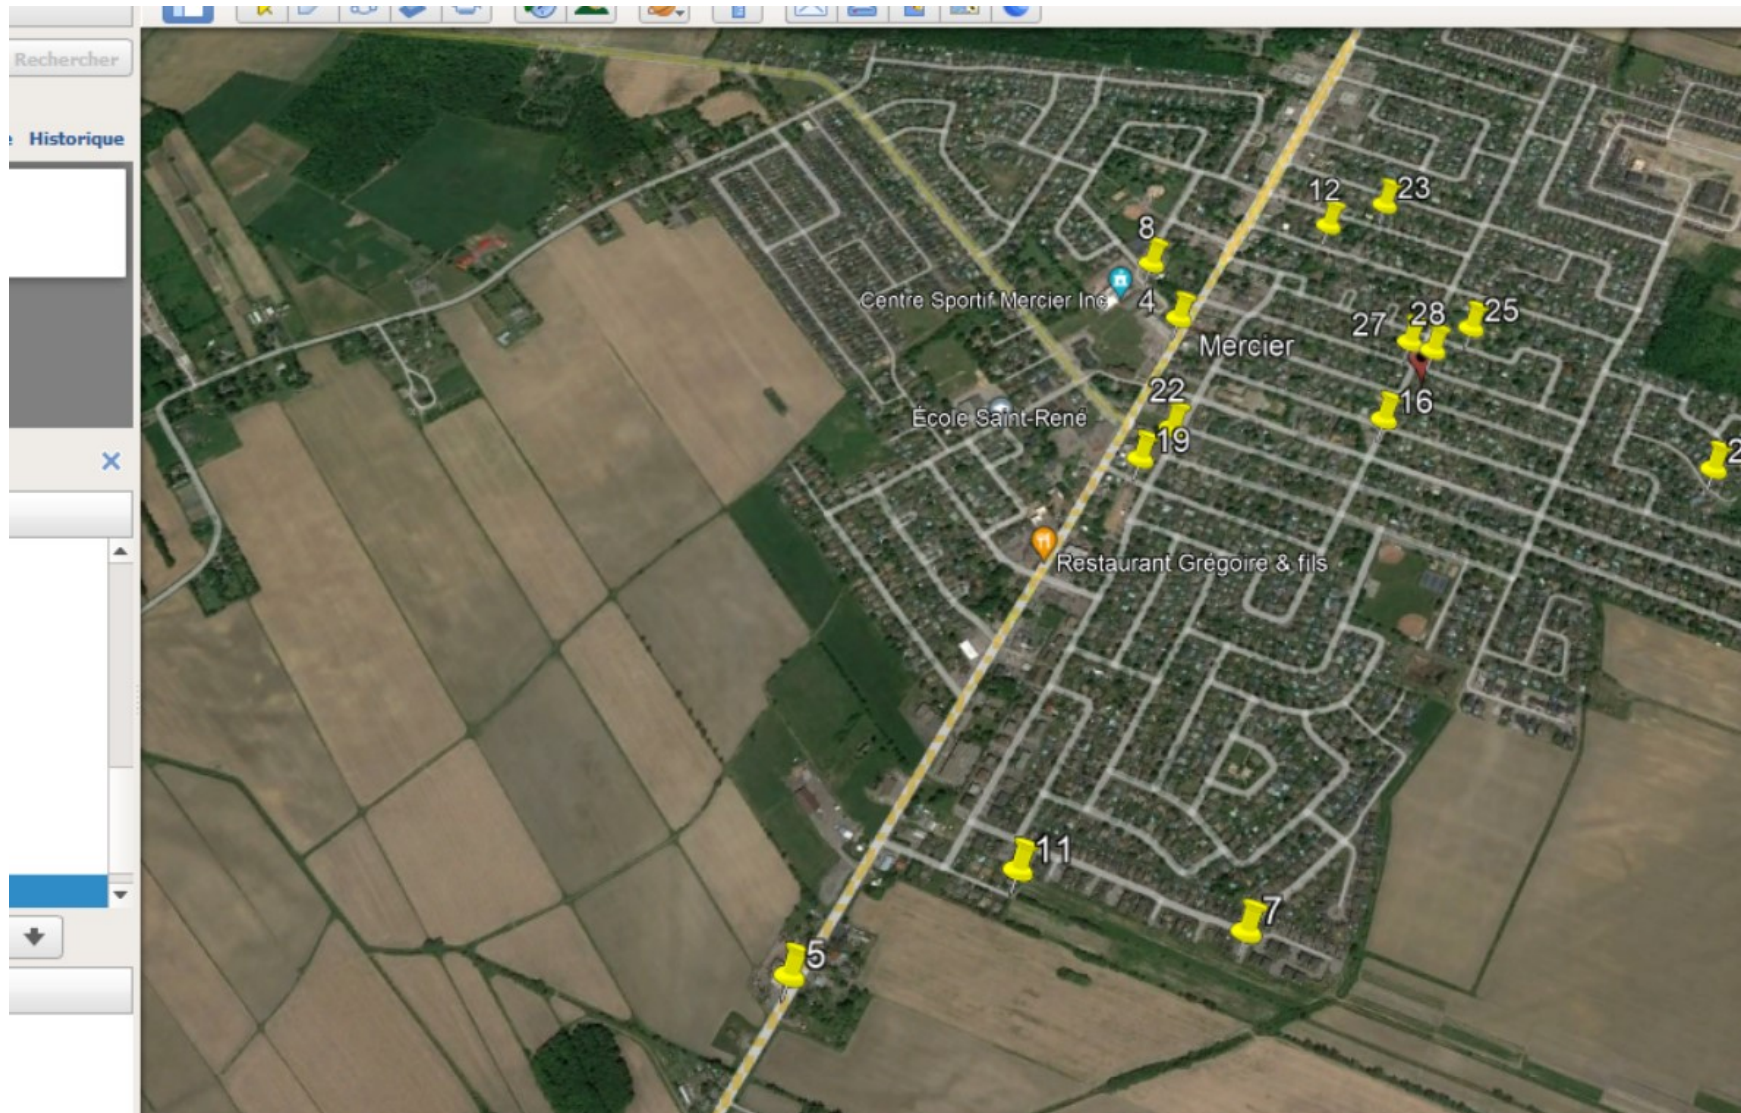 Rechercher
Historique
23
12
8
Centre Sportif Mercier Inc
4
25
28
27
Mercier
22
16
École Saint-René
19
2
Restaurant Grégoire & fils
11
7
5